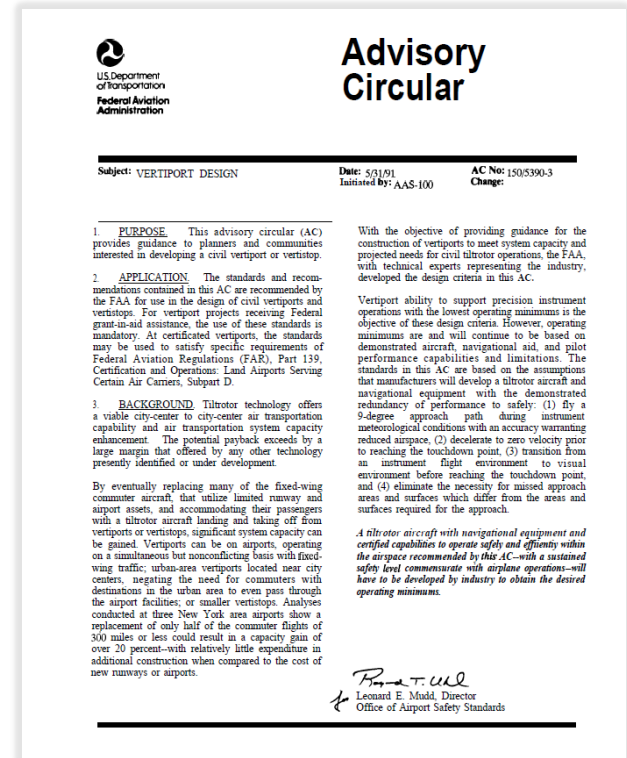 Advisory
Circular
U.S. Department
of Transportation
Federal Aviation
Administration
Subject: VERTIPORT DESIGN
Date: 5/31/91
Initiated by: AAS-100
AC No: 150/5390-3
Change:
1. PURPOSE. This advisory circular (AC)
provides guidance to planners and communities
interested in developing a civil vertiport or vertistop.
2. APPLICATION. The standards and recom-
mendations contained in this AC are recommended by
the FAA for use in the design of civil vertiports and
vertistops. For vertiport projects receiving Federal
grant-in-aid assistance, the use of these standards is
mandatory. At certificated vertiports, the standards
may be used to satisfy specific requirements of
Federal Aviation Regulations (FAR), Part 139,
Certification and Operations: Land Airports Serving
Certain Air Carriers, Subpart D.
3. BACKGROUND. Tiltrotor technology offers
a viable city-center to city-center air transportation
capability and air transportation system capacity
enhancement. The potential payback exceeds by a
large margin that offered by any other technology
presently identified or under development.
By eventually replacing many of the fixed-wing
commuter aircraft, that utilize limited runway and
airport assets, and accommodating their passengers
with a tiltrotor aircraft landing and taking off from
vertiports or vertistops, significant system capacity can
be gained. Vertiports can be on airports, operating
on a simultaneous but nonconflicting basis with fixed-
wing traffic; urban-area vertiports located near city
centers, negating the need for commuters with
destinations in the urban area to even pass through
the airport facilities; or smaller vertistops. Analyses
conducted at three New York area airports show a
replacement of only half of the commuter flights of
300 miles or less could result in a capacity gain of
over 20 percent--with relatively little expenditure in
additional construction when compared to the cost of
new runways or airports.
With the objective of providing guidance for the
construction of vertiports to meet system capacity and
projected needs for civil tiltrotor operations, the FAA,
with technical experts representing the industry,
developed the design criteria in this AC.
Vertiport ability to support precision instrument
operations with the lowest operating minimums is the
objective of these design criteria. However, operating
minimums are and will continue to be based on
demonstrated aircraft, navigational aid, and pilot
performance capabilities and limitations. The
standards in this AC are based on the assumptions
that manufacturers will develop a tiltrotor aircraft and
navigational equipment with the demonstrated
redundancy of performance to safely: (1) fly a
9-degree approach path during instrument
meteorological conditions with an accuracy warranting
reduced airspace, (2) decelerate to zero velocity prior
to reaching the touchdown point, (3) transition from
an instrument flight environment to visual
environment before reaching the touchdown point,
and (4) eliminate the necessity for missed approach
areas and surfaces which differ from the areas and
surfaces required for the approach.
A tiltrotor aircraft with navigational equipment and
certified capabilities to operate safely and effiiently within
the airspace recommended by this AC--with a sustained
safety level commensurate with airplane operations--will
have to be developed by industry to obtain the desired
operating minimums.
for
Leonard E. Mudd, Director
Office of Airport Safety Standards